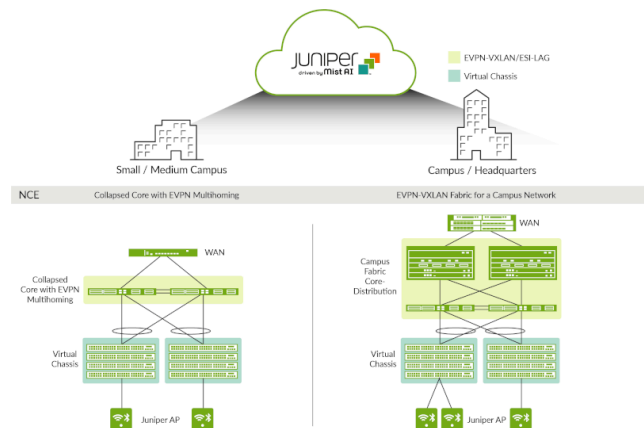 JUNIPER
driven by Mist AI
EVPN-VXLAN/ESI-LAG
Virtual Chassis
Small / Medium Campus
Campus / Headquarters
NCE
Collapsed Core with EVPN Multihoming
EVPN-VXLAN Fabric for a Campus Network
WAN
Collapsed
Core with EVPN
Multihoming
Virtual
Chassis
Juniper AP
WAN
Campus
Fabric
Core-
Distribution
Virtual
Chassis
Juniper AP